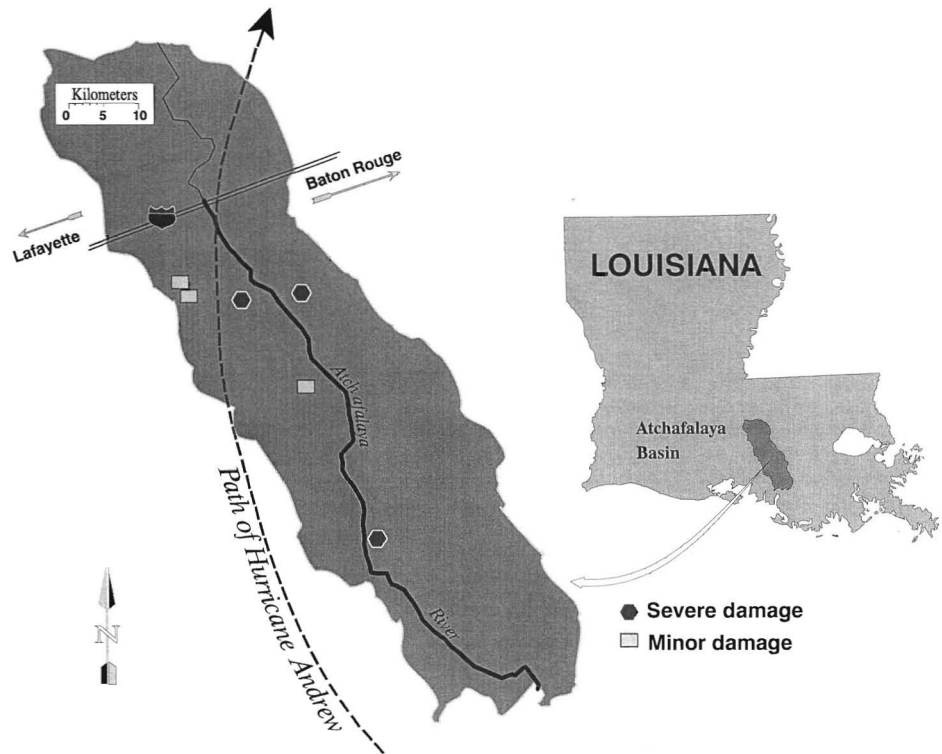 Kilometers
0 5 10
Baton Rouge
Lafayette
LOUISIANA
Atchafalaya
Basin
Atchafalaya
River
Path of Hurricane Andrew
N
Severe damage
Minor damage